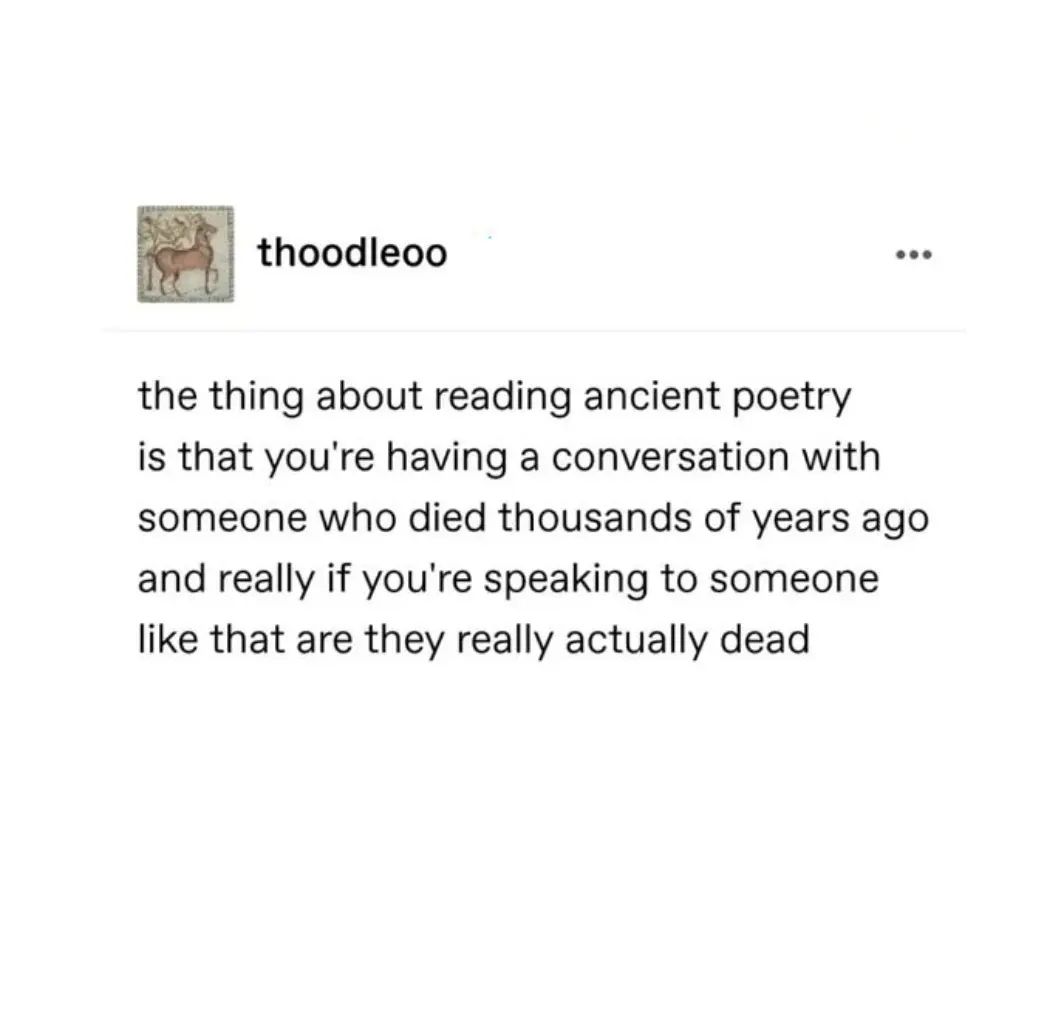 thoodleoo
the thing about reading ancient poetry
is that you're having a conversation with
someone who died thousands of years ago
and really if you're speaking to someone
like that are they really actually dead